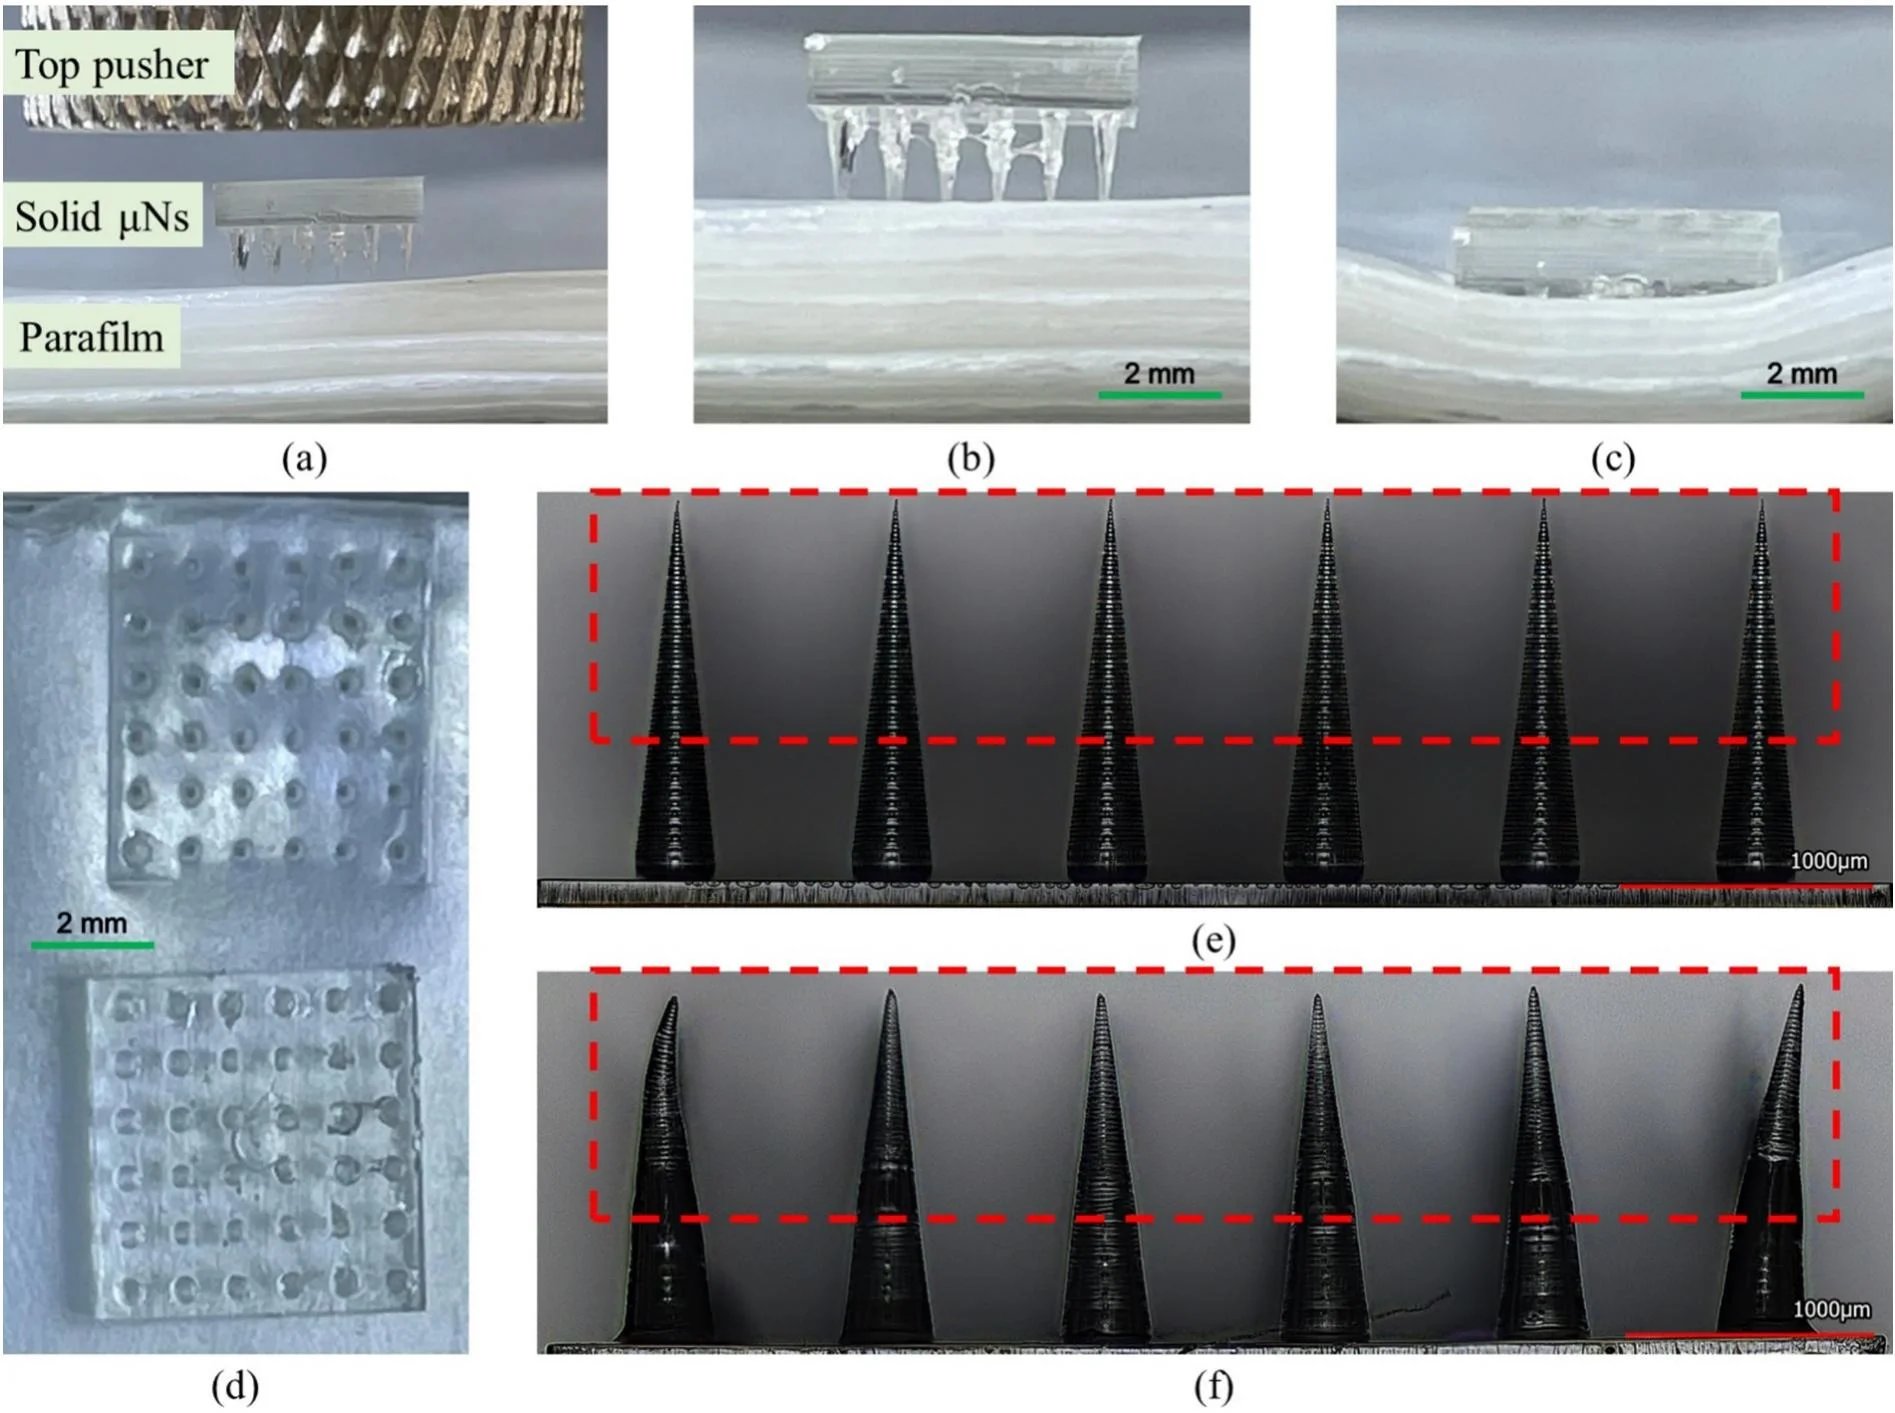 Top pusher
Solid μNs
Parafilm
2 mm
2 mm
(a)
(b)
(c)
2 mm
1000μm
(e)
1000μm
(d)
(f)